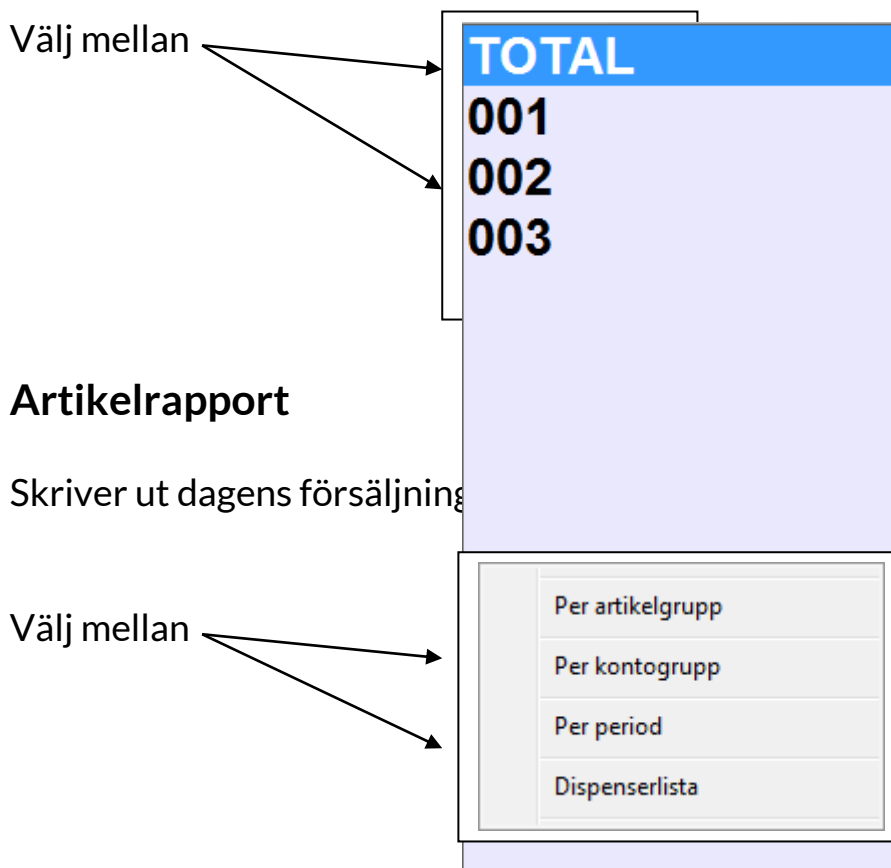 Välj mellan
TOTAL
001
002
003
Artikelrapport
Skriver ut dagens försäljning
Välj mellan
Per artikelgrupp
Per kontogrupp
Per period
Dispenserlista